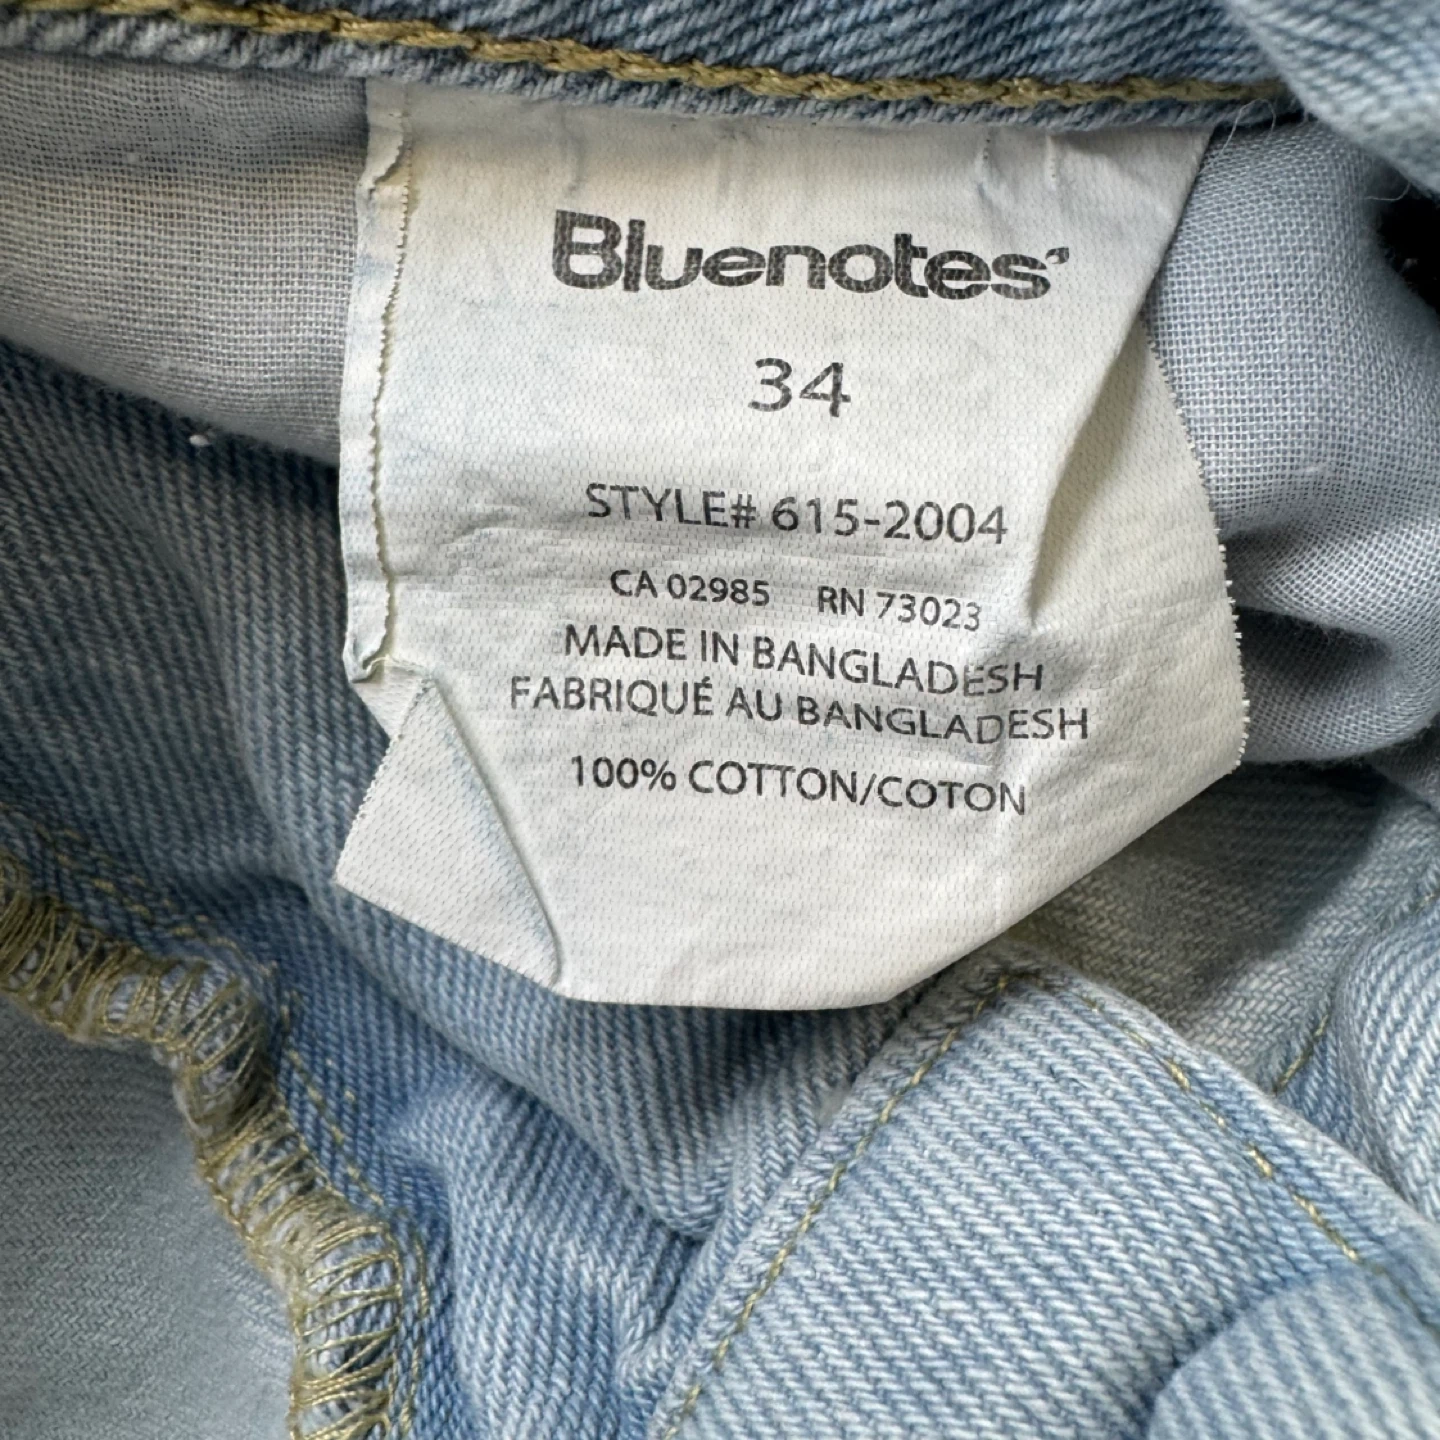 Bluenotes'
34
STYLE# 615-2004
CA 02985 RN 73023
MADE IN BANGLADESH
FABRIQUÉ AU BANGLADESH
100% COTTON/COTON